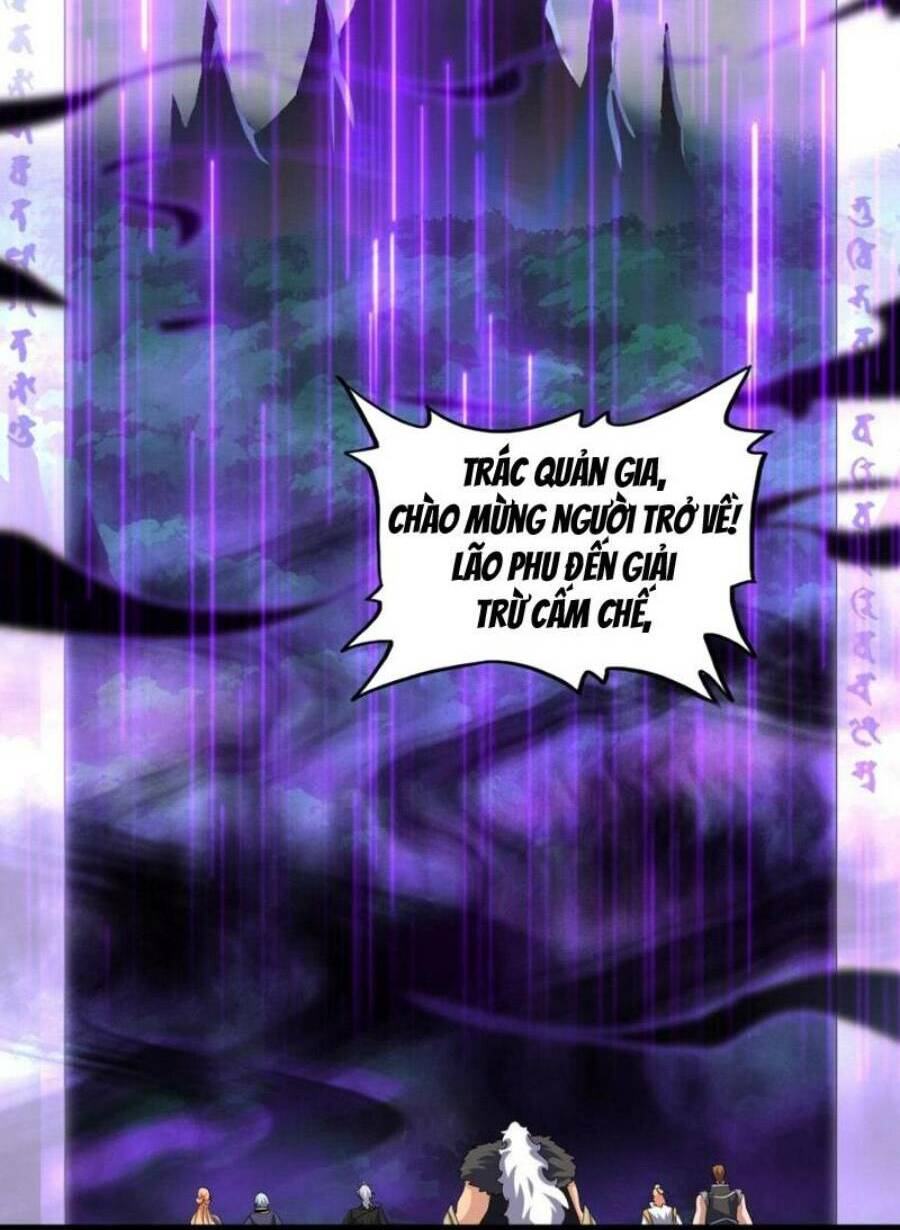 TRÁC QUẢN GIA,
CHÀO MỪNG NGƯỜI TRỞ VỀ!
LÃO PHU ĐẾN GIẢI
TRỪ CẤM CHẾ,